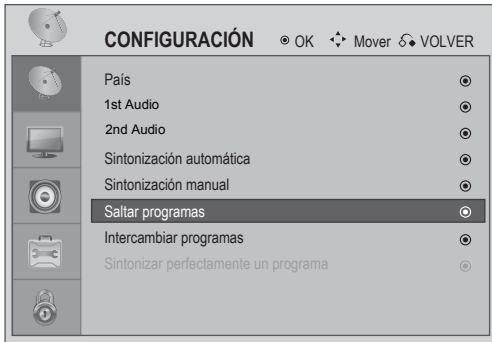 CONFIGURACIÓN OK Mover VOLVER
País
1st Audio
2nd Audio
Sintonización automática
Sintonización manual
Saltar programas
Intercambiar programas
Sintonizar perfectamente un programa